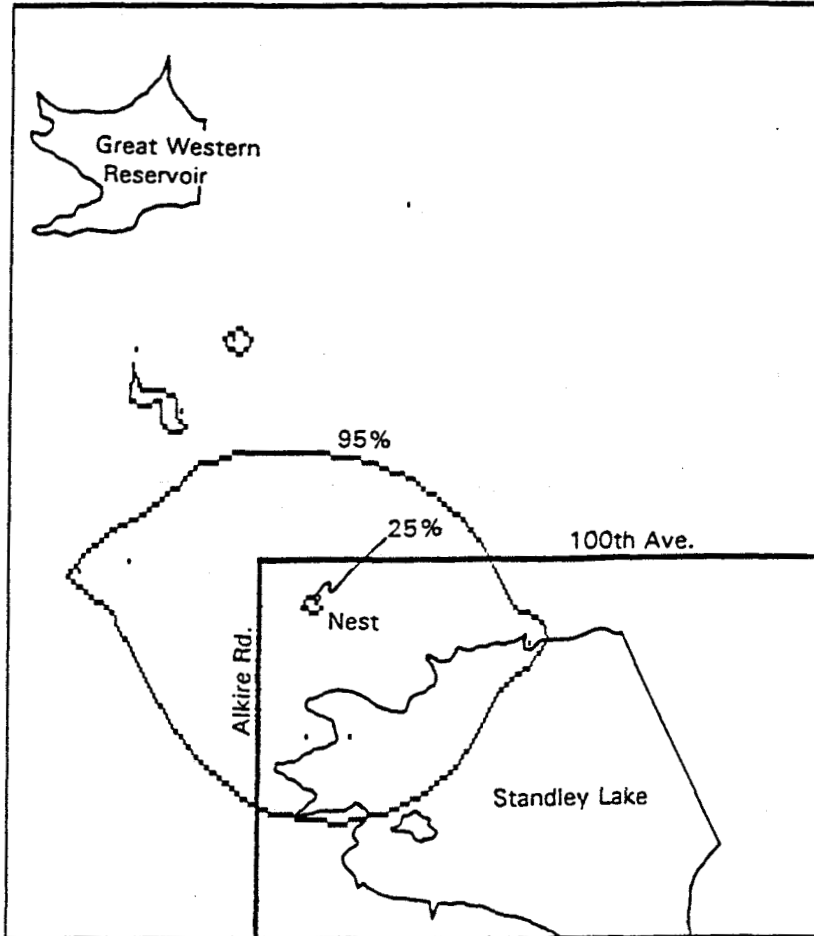 Great Western
Reservoir
95%
25%
100th Ave.
Nest
Alkire Rd.
Standley Lake